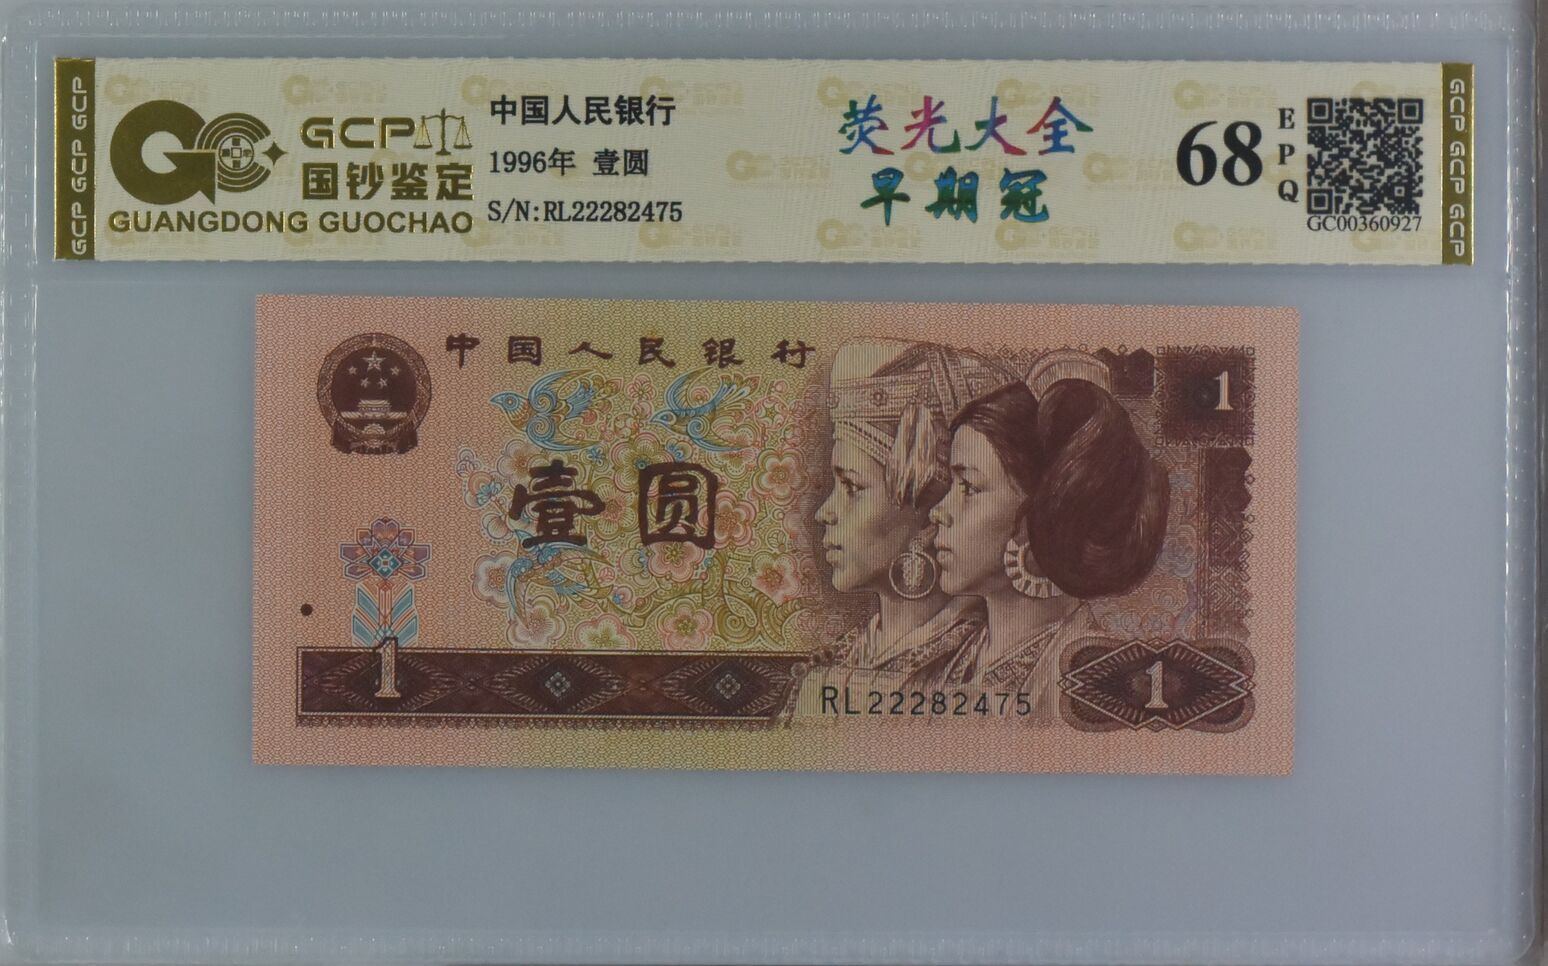 GCP GCP GCP
GCP
国钞鉴定
GUANGDONG GUOCHAO
中国人民银行
1996年 壹圆
S/N:RL22282475
荧光大全
早期冠
68
EPQ
GC00360927
GCP GCP GCP
中国人民银行
1
壹圆
1
RL22282475
1